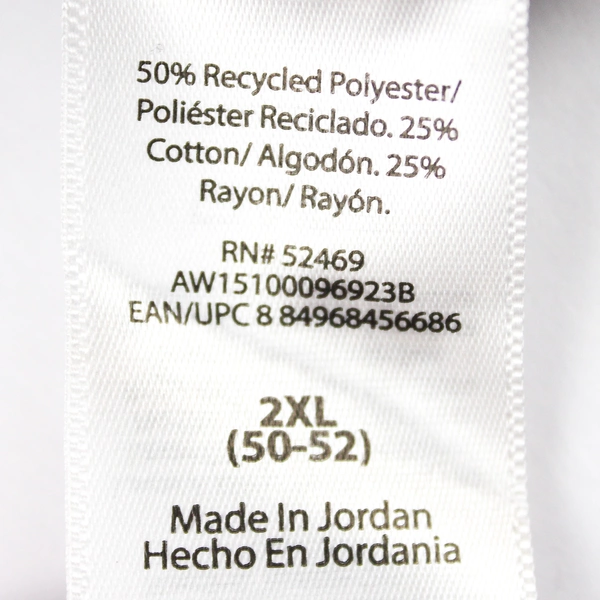 50% Recycled Polyester/
Poliéster Reciclado. 25%
Cotton/ Algodón. 25%
Rayon/ Rayón.
RN# 52469
AW15100096923B
EAN/UPC 8 84968456686
2XL
(50-52)
Made In Jordan
Hecho En Jordania